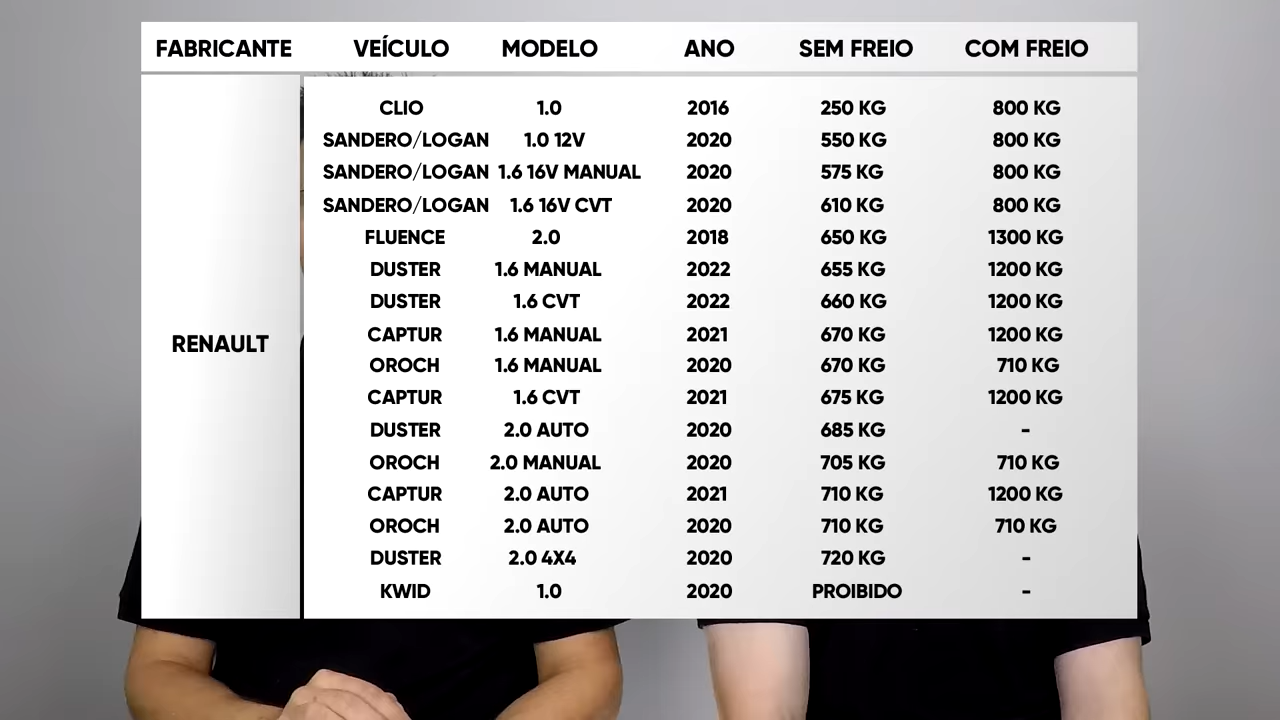 FABRICANTE VEÍCULO MODELO ANO SEM FREIO COM FREIO
CLIO 1.0 2016 250 KG 800 KG
SANDERO/LOGAN 1.0 12V 2020 550 KG 800 KG
SANDERO/LOGAN 1.6 16V MANUAL 2020 575 KG 800 KG
SANDERO/LOGAN 1.6 16V CVT 2020 610 KG 800 KG
FLUENCE 2.0 2018 650 KG 1300 KG
DUSTER 1.6 MANUAL 2022 655 KG 1200 KG
DUSTER 1.6 CVT 2022 660 KG 1200 KG
CAPTUR 1.6 MANUAL 2021 670 KG 1200 KG
RENAULT
OROCH 1.6 MANUAL 2020 670 KG 710 KG
CAPTUR 1.6 CVT 2021 675 KG 1200 KG
DUSTER 2.0 AUTO 2020 685 KG -
OROCH 2.0 MANUAL 2020 705 KG 710 KG
CAPTUR 2.0 AUTO 2021 710 KG 1200 KG
OROCH 2.0 AUTO 2020 710 KG 710 KG
DUSTER 2.0 4X4 2020 720 KG -
KWID 1.0 2020 PROIBIDO -